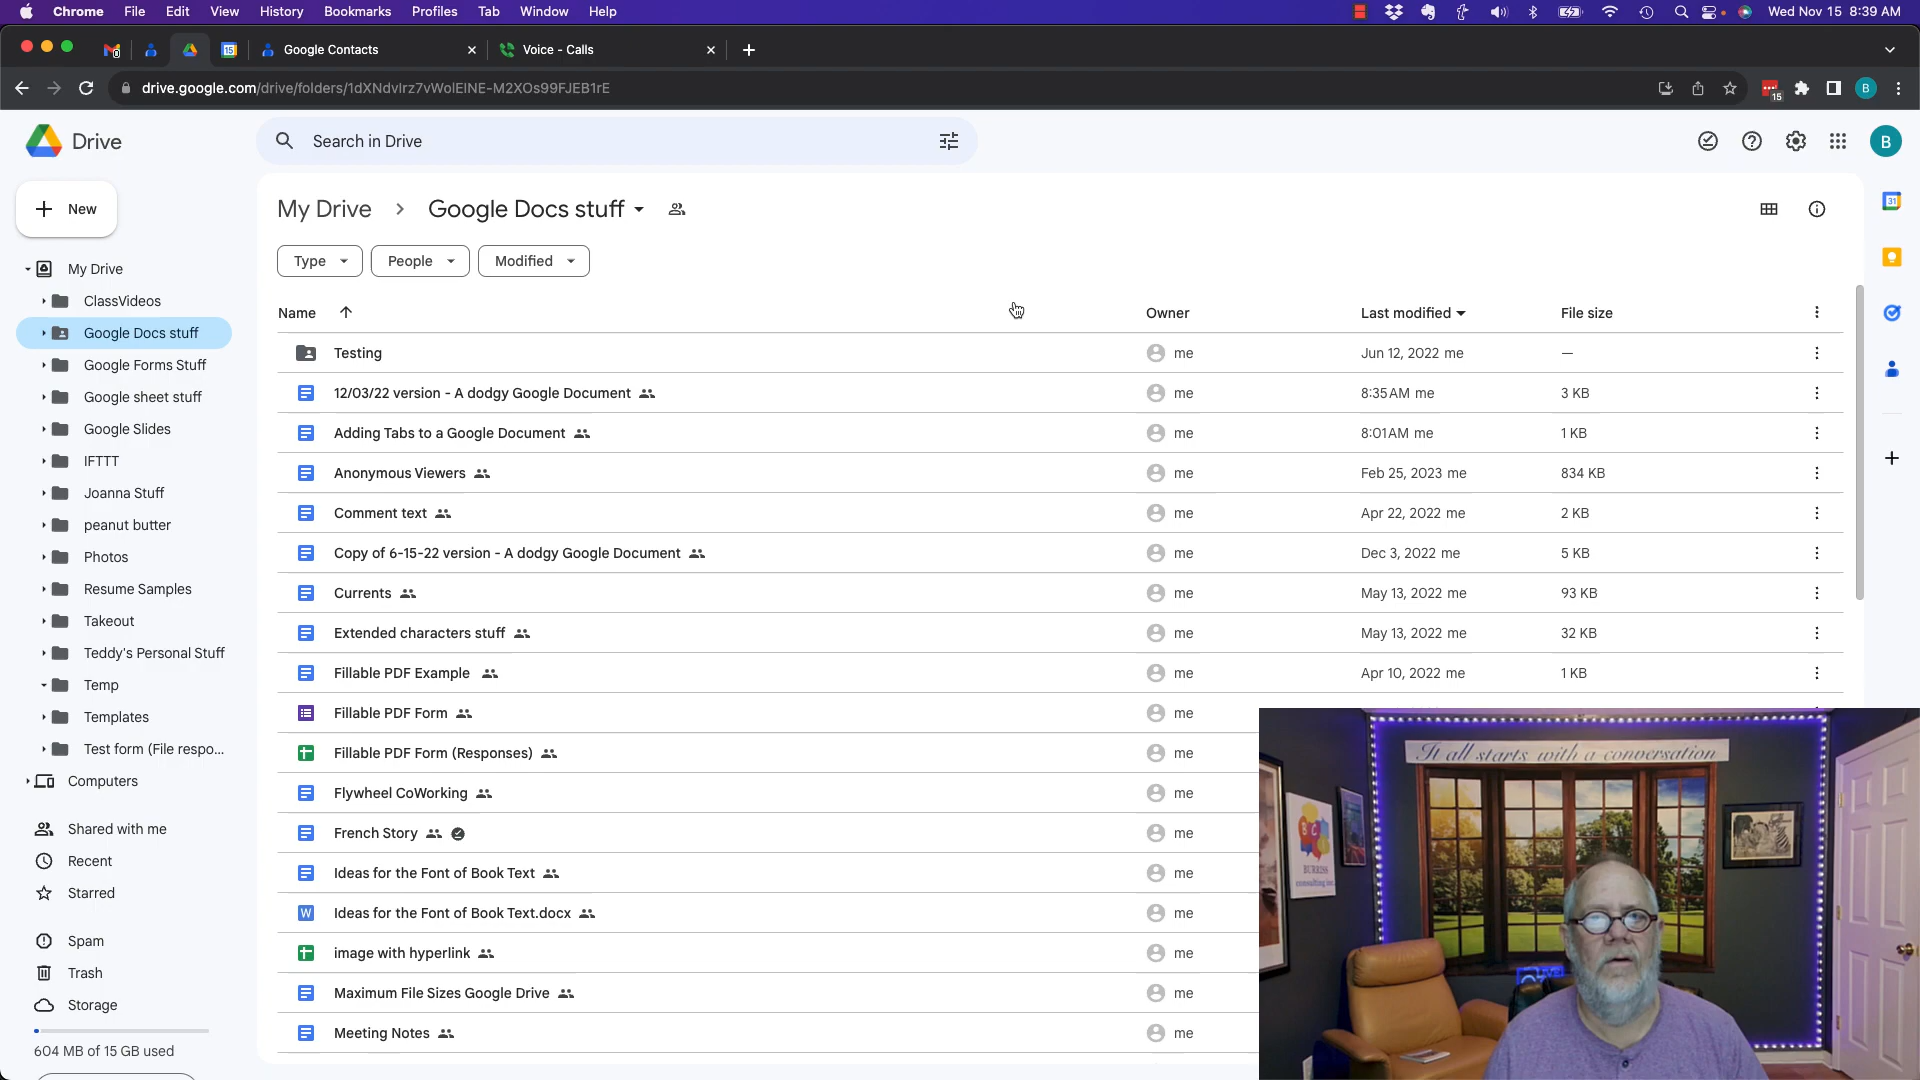 Chrome File Edit View History Bookmarks Profiles Tab Window Help Wed Nov 15 8:39 AM
0 15 Google Contacts Voice - Calls
drive.google.com/drive/folders/1dXNdvIrz7vWolElNE-M2XOs99FJEB1rE 15 B
Drive Search in Drive B
New
My Drive Google Docs stuff
31
Type People Modified
My Drive
ClassVideos
Google Docs stuff
Google Forms Stuff
Google sheet stuff
Google Slides
IFTTT
Joanna Stuff
peanut butter
Photos
Resume Samples
Takeout
Teddy's Personal Stuff
Temp
Templates
Test form (File respo...
Computers
Shared with me
Recent
Starred
Spam
Trash
Storage
604 MB of 15 GB used
Name Owner Last modified File size
Testing me Jun 12, 2022 me —
12/03/22 version - A dodgy Google Document me 8:35 AM me 3 KB
Adding Tabs to a Google Document me 8:01 AM me 1 KB
Anonymous Viewers me Feb 25, 2023 me 834 KB
Comment text me Apr 22, 2022 me 2 KB
Copy of 6-15-22 version - A dodgy Google Document me Dec 3, 2022 me 5 KB
Currents me May 13, 2022 me 93 KB
Extended characters stuff me May 13, 2022 me 32 KB
Fillable PDF Example me Apr 10, 2022 me 1 KB
Fillable PDF Form me
Fillable PDF Form (Responses) me
Flywheel CoWorking me
French Story me
Ideas for the Font of Book Text me
W Ideas for the Font of Book Text.docx me
image with hyperlink me
Maximum File Sizes Google Drive me
Meeting Notes me
It all starts with a conversation
B C
BURRISS
consulting inc.